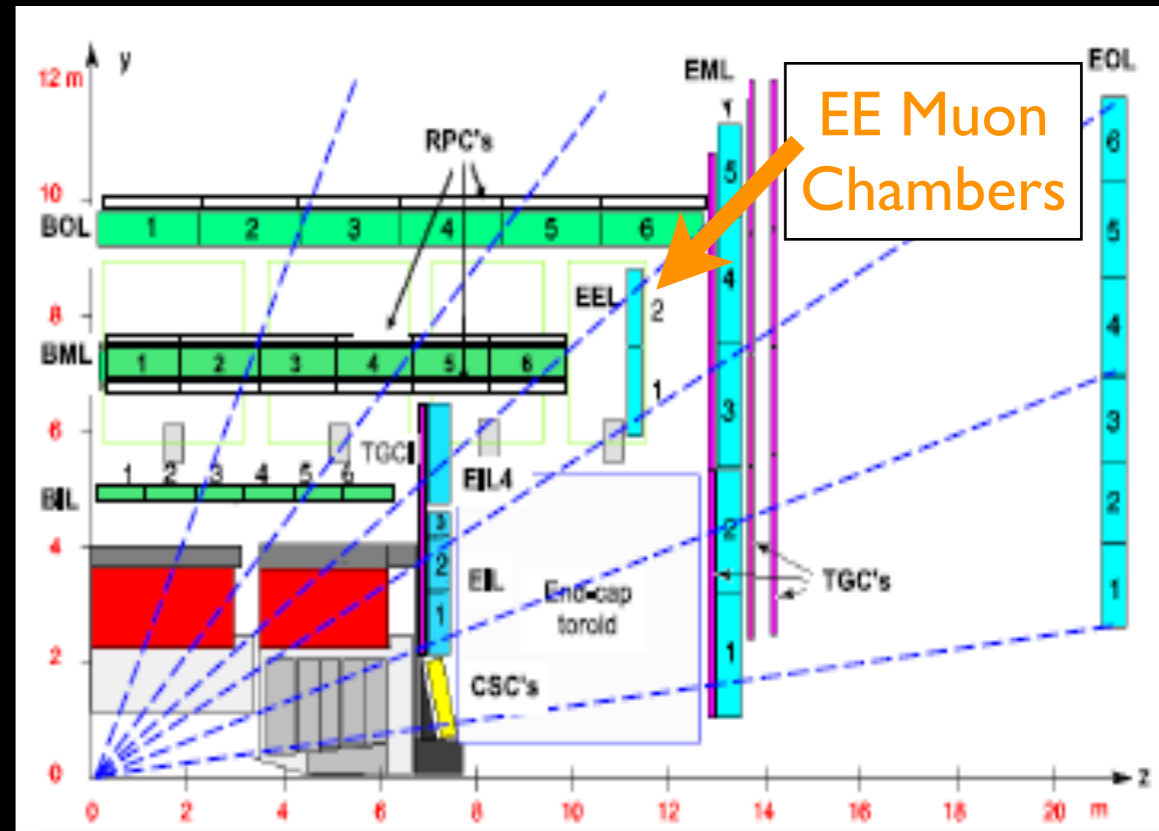 y
12 m
EML
EOL
EE Muon
Chambers
RPC's
6
5
10
BOL
1 2 3 4 5 6
5
4
EEL
2
8
4
BML
1 2 3 4 5 6
1
3
3
6
TGC
1 2 3 4 5 6
EIL4
BIL
2
2
3
4
2
EIL
End-cap
toroid
TGC's
1
1
1
2
CSC's
0
z
0 2 4 6 8 10 12 14 16 18 20 m